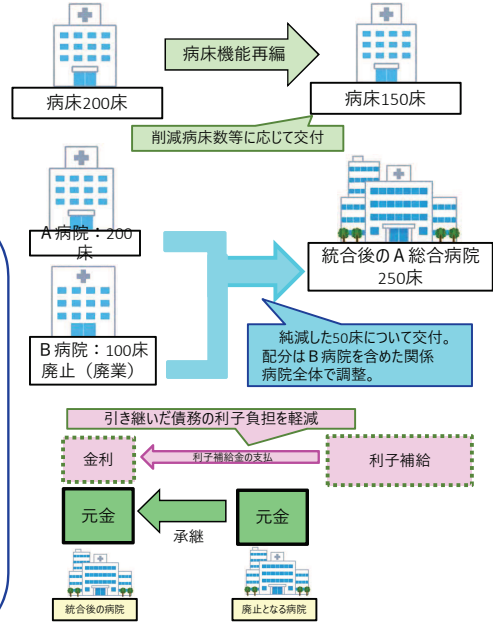 病床機能再編
病床200床
病床150床
削減病床数等に応じて交付
A 病院：200
床
統合後のA 総合病院
250床
B 病院：100床
廃止（廃業）
純減した50床について交付。
配分はB 病院を含めた関係
病院全体で調整。
引き継いだ債務の利子負担を軽減
金利
利子補給金の支払
利子補給
元金
承継
元金
統合後の病院
廃止となる病院